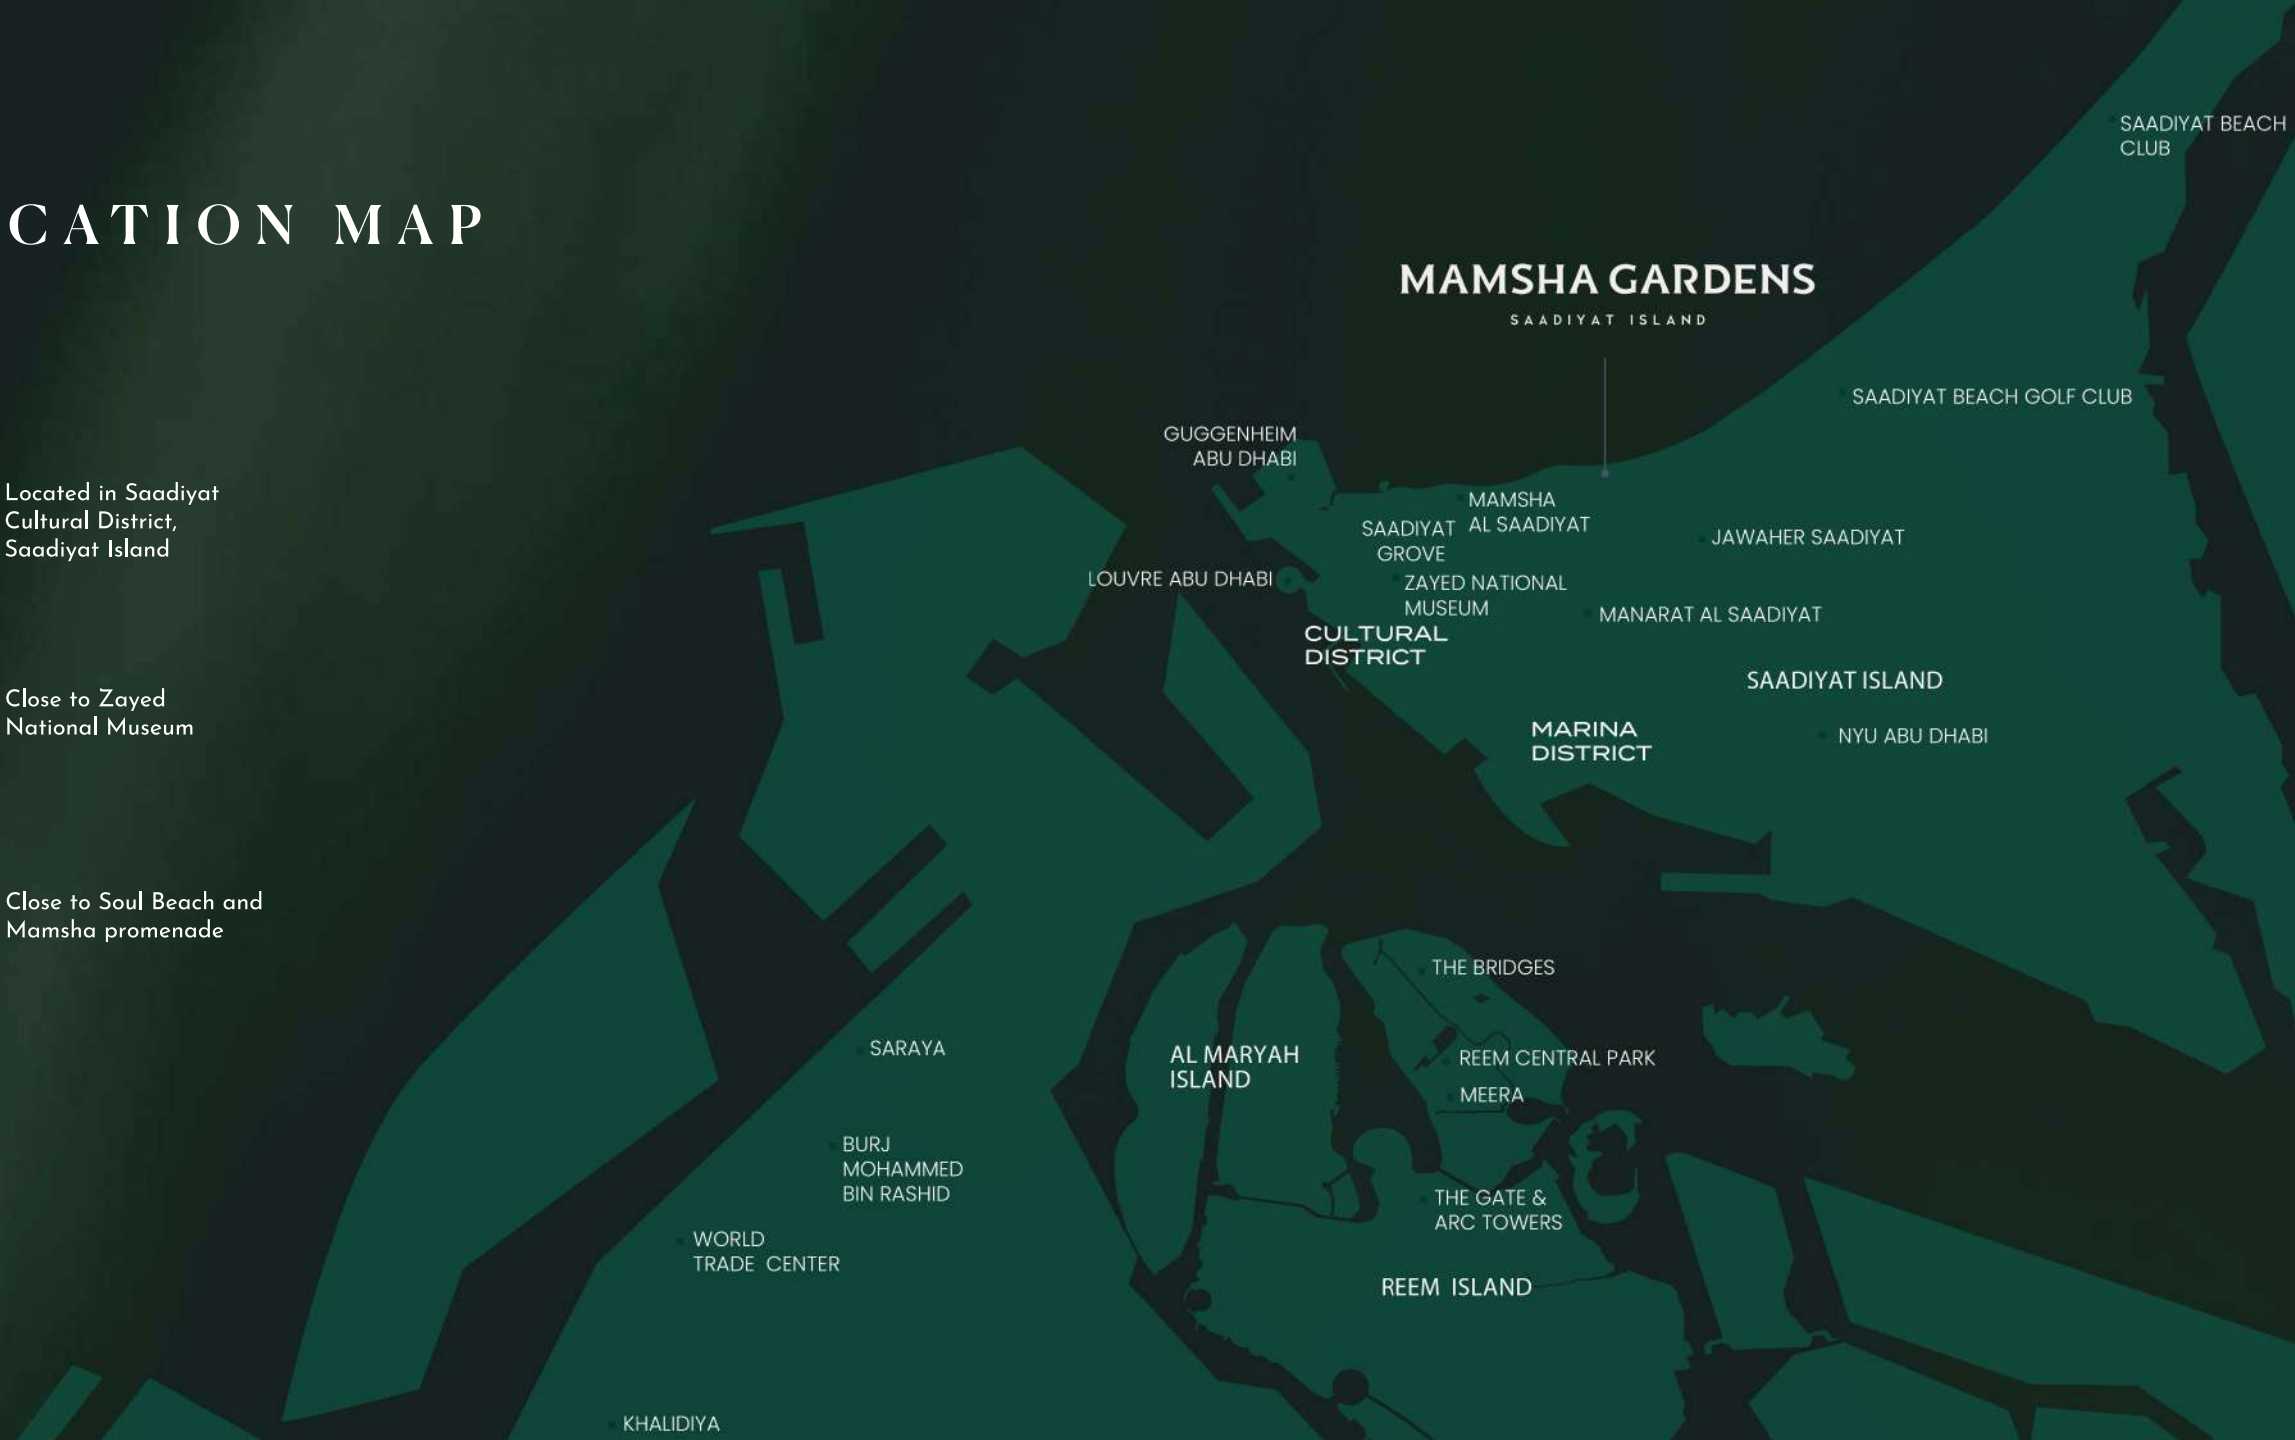 CATION MAP
Located in Saadiyat
Cultural District,
Saadiyat Island
Close to Zayed
National Museum
Close to Soul Beach and
Mamsha promenade
SAADIYAT BEACH
CLUB
MAMSHA GARDENS
SAADIYAT ISLAND
SAADIYAT BEACH GOLF CLUB
GUGGENHEIM
ABU DHABI
MAMSHA
AL SAADIYAT
SAADIYAT
GROVE
JAWAHER SAADIYAT
LOUVRE ABU DHABI
ZAYED NATIONAL
MUSEUM
MANARAT AL SAADIYAT
CULTURAL
DISTRICT
SAADIYAT ISLAND
MARINA
DISTRICT
NYU ABU DHABI
THE BRIDGES
SARAYA
AL MARYAH
ISLAND
REEM CENTRAL PARK
MEERA
BURJ
MOHAMMED
BIN RASHID
THE GATE &
ARC TOWERS
WORLD
TRADE CENTER
REEM ISLAND
KHALIDIYA